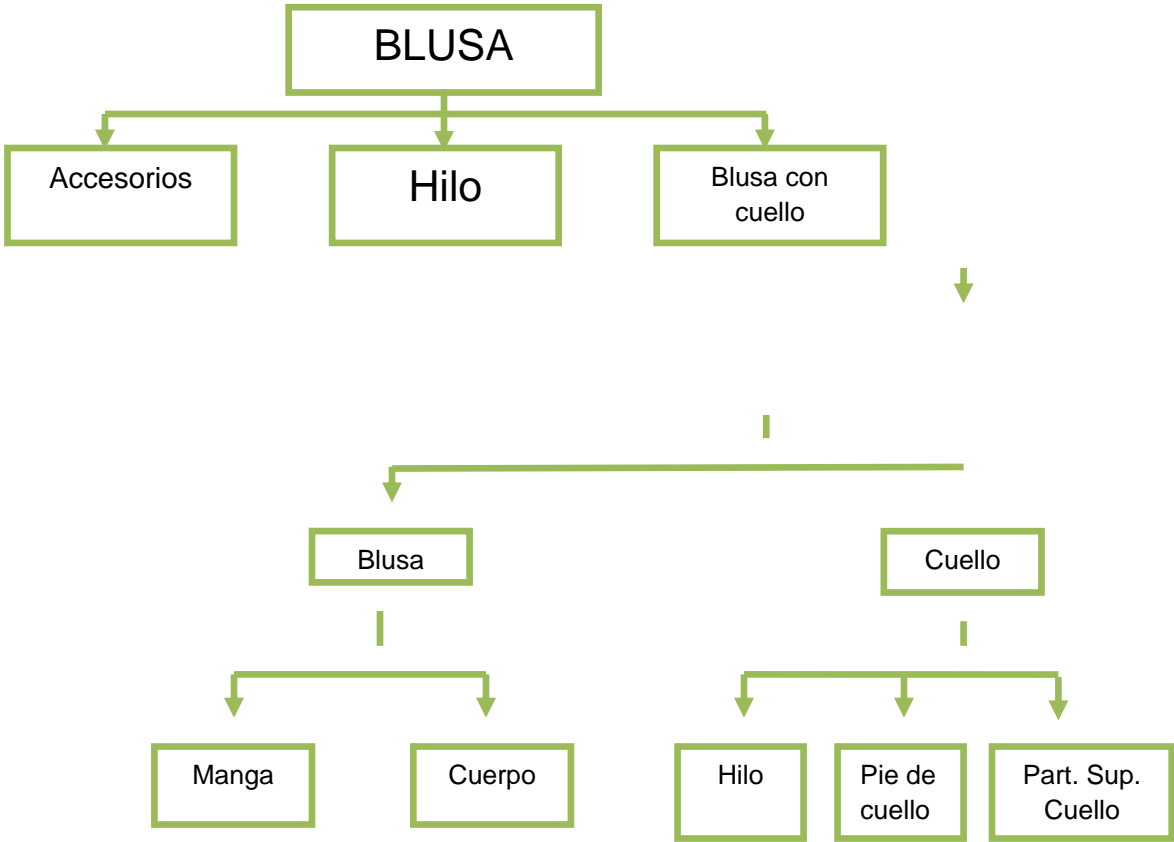 BLUSA
Accesorios
Hilo
Blusa con
cuello
Blusa
Cuello
Manga
Cuerpo
Hilo
Pie de
cuello
Part. Sup.
Cuello